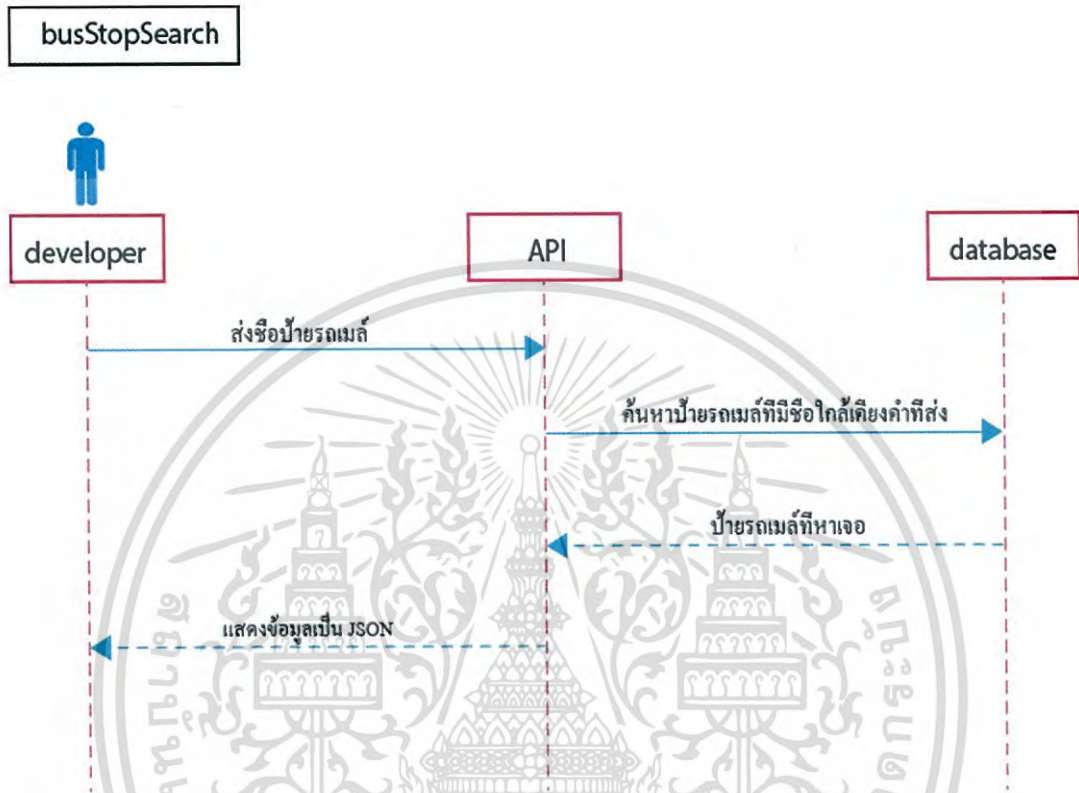 busStopSearch
developer
API
database
ส่งชื่อป้ายรถเมล์
ค้นหาป้ายรถเมล์ที่มีชื่อใกล้เคียงคำที่ส่ง
ป้ายรถเมล์ที่หาเจอ
แสดงข้อมูลเป็น JSON